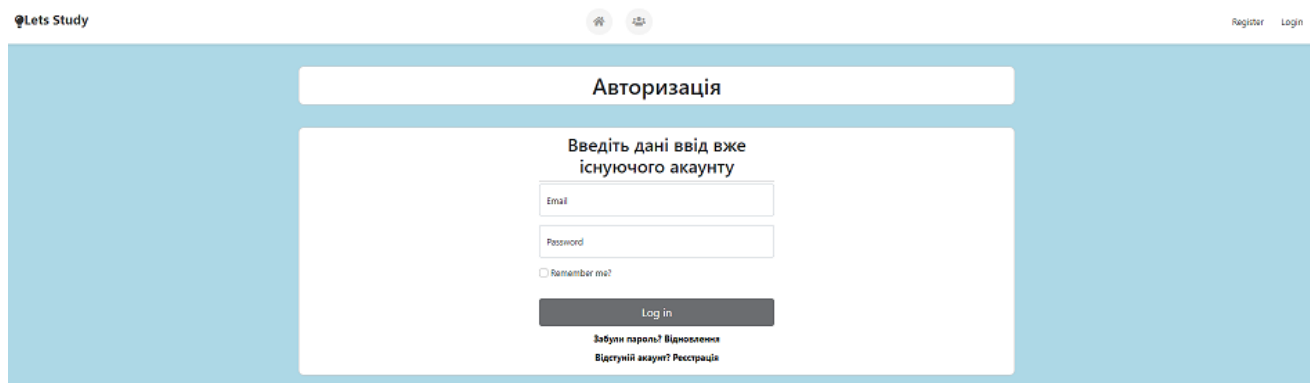 Lets Study
Register
Login
Авторизація
Введіть дані ввід вже
існуючого акаунту
Email
Password
Remember me?
Log in
Забули пароль? Відновлення
Відстуній акаунт? Реєстрація